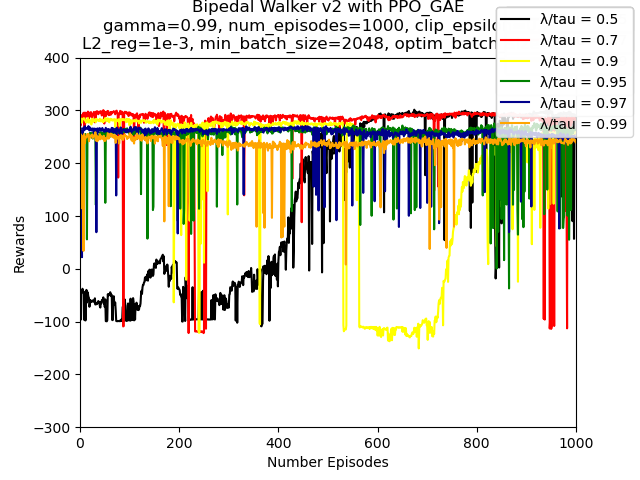 Bipedal Walker v2 with PPO_GAE
gamma=0.99, num_episodes=1000, clip_epsilo
L2_reg=1e-3, min_batch_size=2048, optim_batch
λ/tau = 0.5
λ/tau = 0.7
λ/tau = 0.9
λ/tau = 0.95
λ/tau = 0.97
λ/tau = 0.99
400
300
200
100
0
−100
−200
−300
Rewards
0
200
400
600
800
1000
Number Episodes